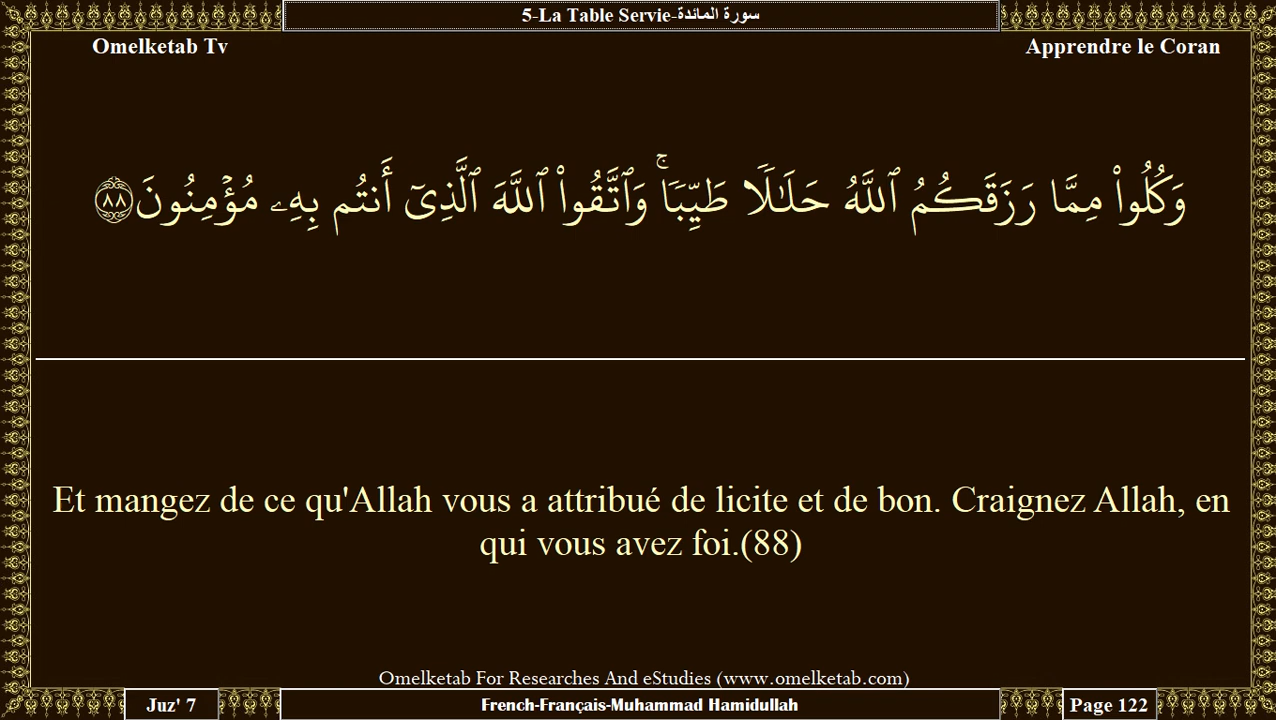 5-La Table Servie-سورة المائدة
Omelketab Tv
Apprendre le Coran
وَكُلُوا۟ مِمَّا رَزَقَكُمُ ٱللَّهُ حَلَـٰلًۭا طَيِّبًۭا ۚ وَٱتَّقُوا۟ ٱللَّهَ ٱلَّذِىٓ أَنتُم بِهِۦ مُؤْمِنُونَ ﴿٨٨﴾
Et mangez de ce qu'Allah vous a attribué de licite et de bon. Craignez Allah, en
qui vous avez foi.(88)
Omelketab For Researches And eStudies (www.omelketab.com)
Juz' 7
French-Français-Muhammad Hamidullah
Page 122